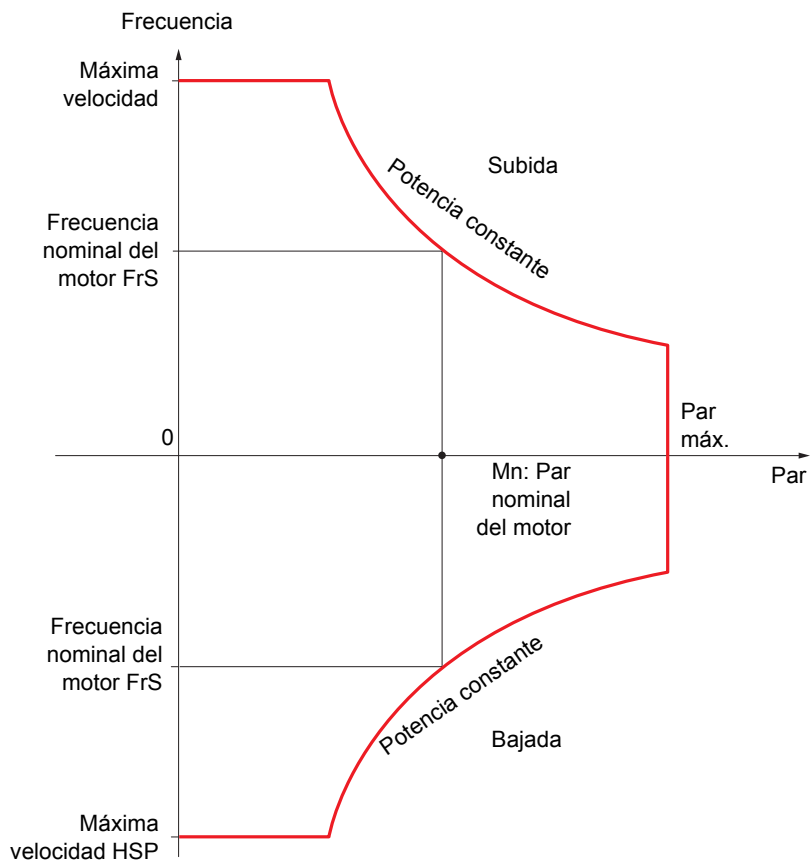 Frecuencia
Máxima
velocidad
Subida
Potencia constante
Frecuencia
nominal del
motor FrS
Par
máx.
0
Par
Mn: Par
nominal
del motor
Frecuencia
nominal del
motor FrS
Potencia constante
Bajada
Máxima
velocidad HSP